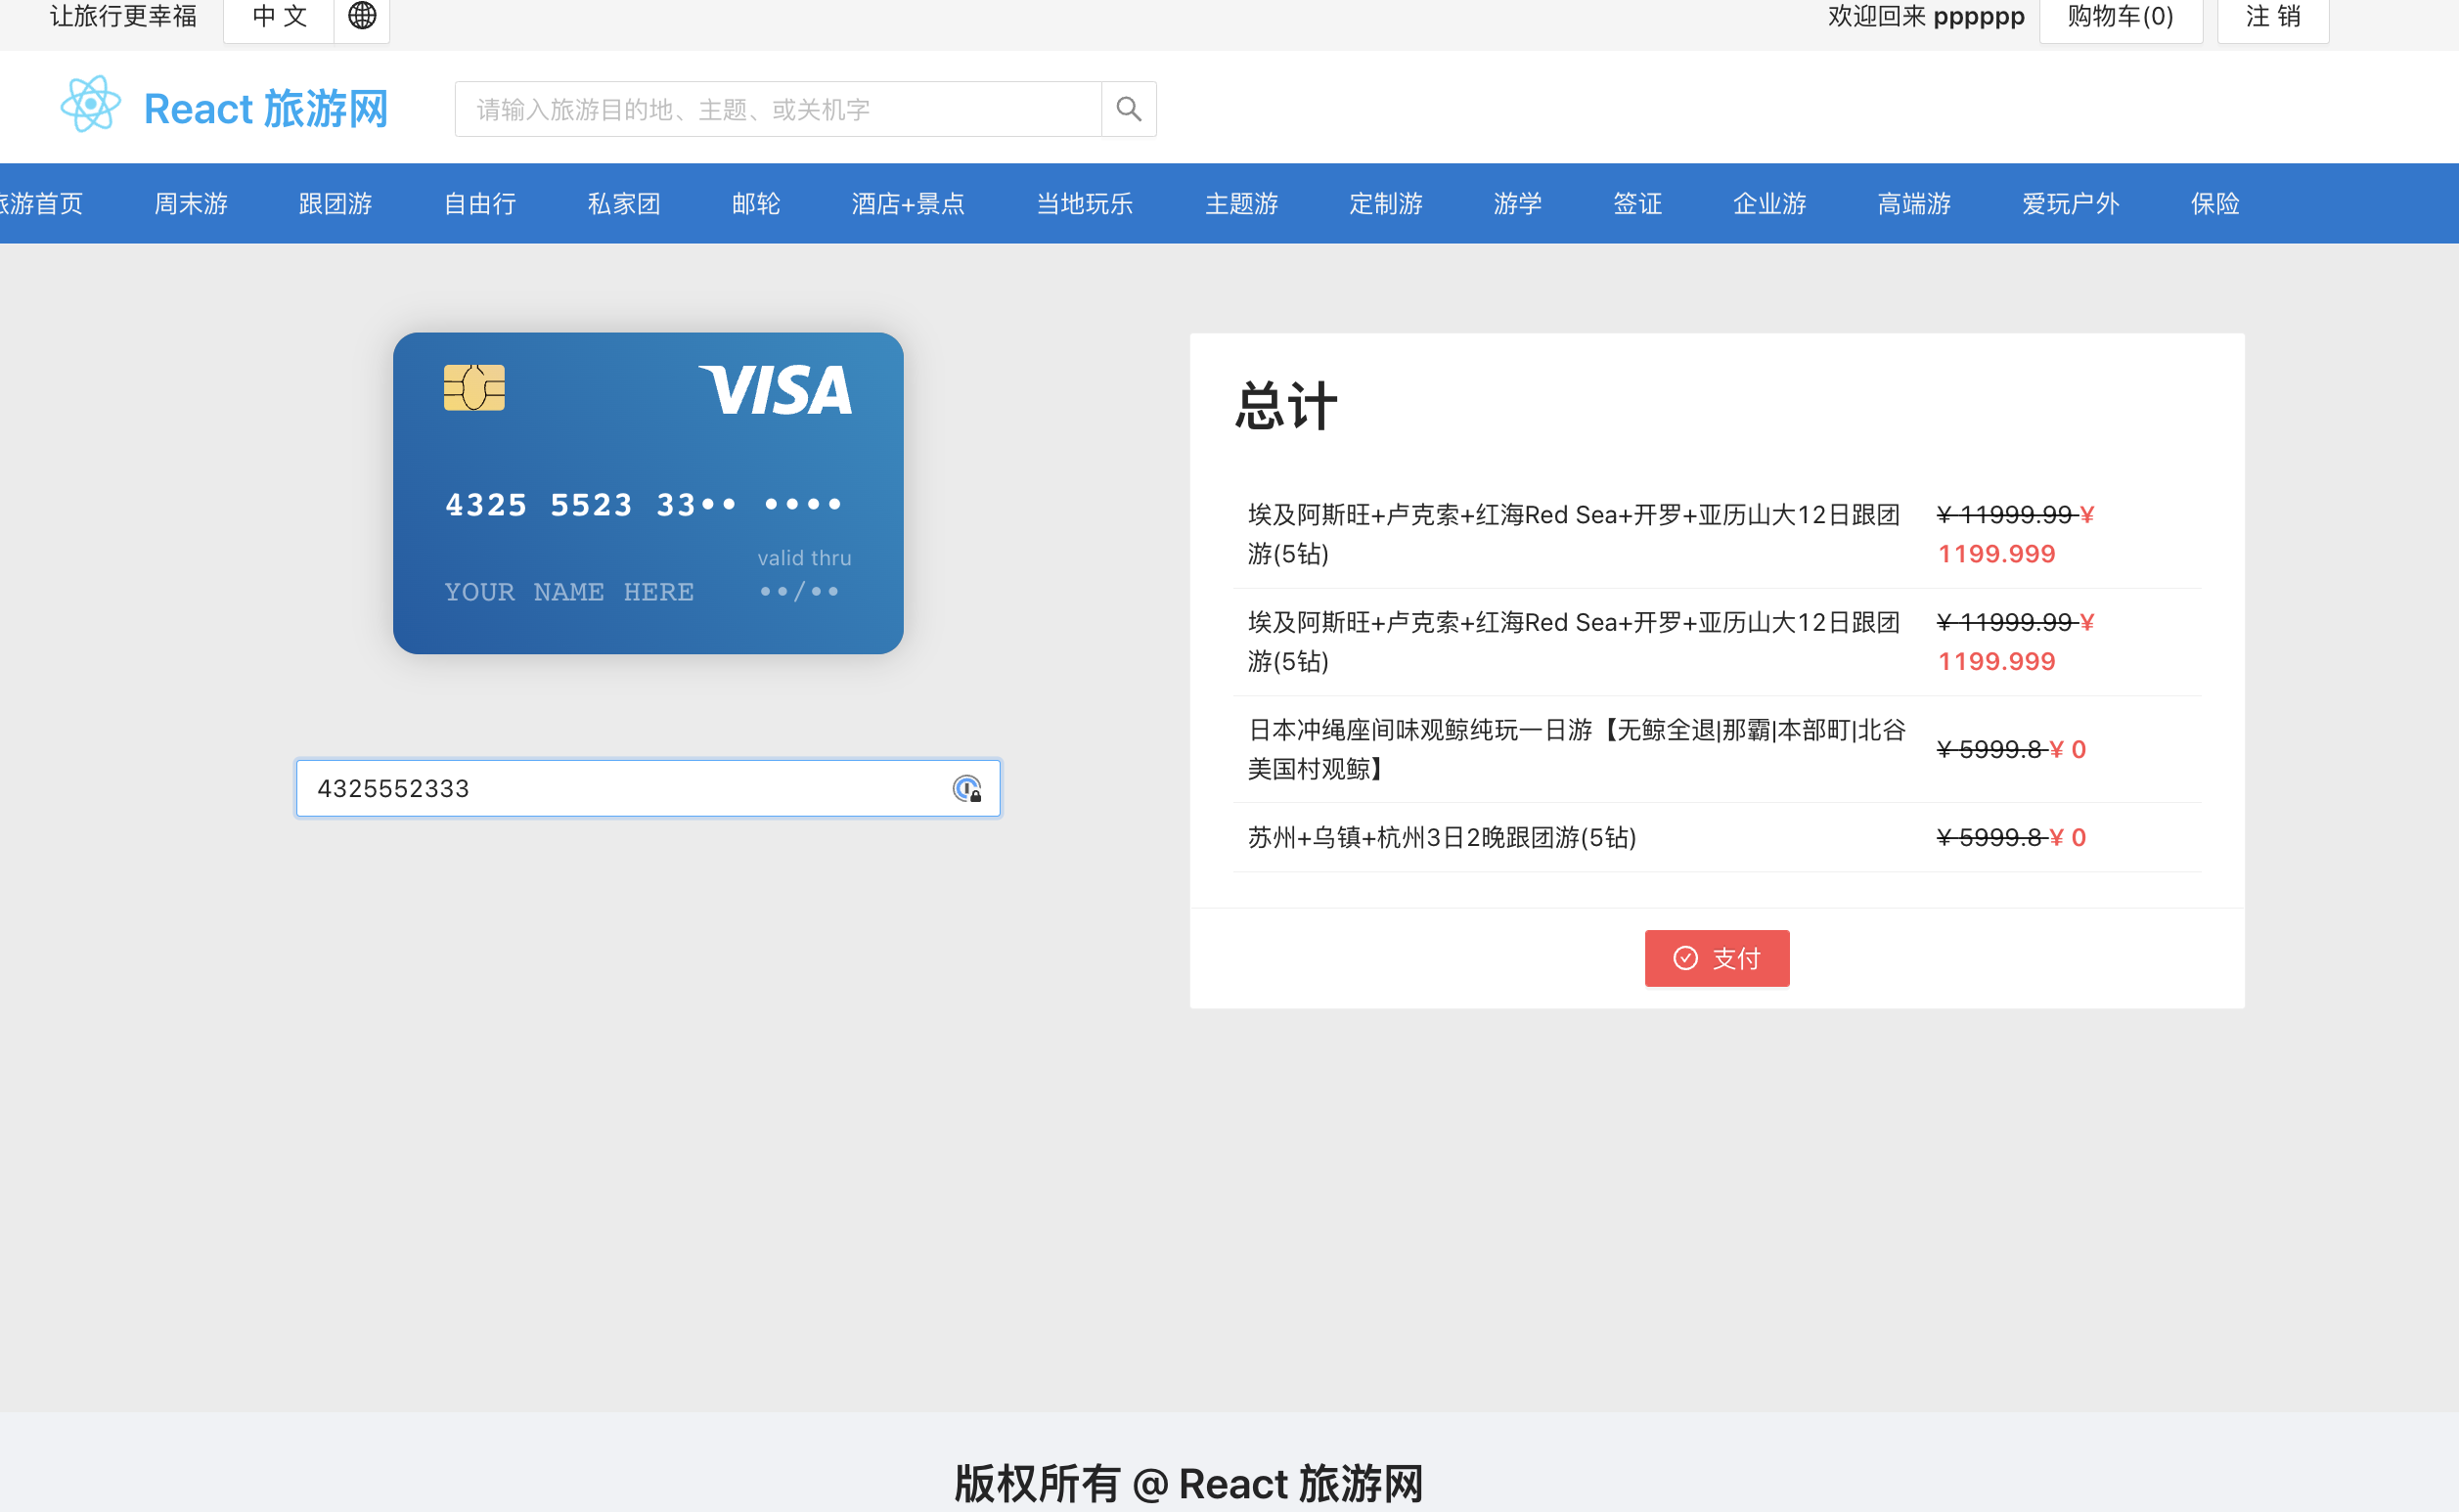 让旅行更幸福 中 文 欢迎回来 pppppp 购物车(0) 注 销
React 旅游网 请输入旅游目的地、主题、或关机字
旅游首页 周末游 跟团游 自由行 私家团 邮轮 酒店+景点 当地玩乐 主题游 定制游 游学 签证 企业游 高端游 爱玩户外 保险
VISA
4325 5523 33•• ••••
valid thru
YOUR NAME HERE ••/••
4325552333
总计
埃及阿斯旺+卢克索+红海Red Sea+开罗+亚历山大12日跟团 ¥ 11999.99 ¥
游(5钻) 1199.999
埃及阿斯旺+卢克索+红海Red Sea+开罗+亚历山大12日跟团 ¥ 11999.99 ¥
游(5钻) 1199.999
日本冲绳座间味观鲸纯玩一日游【无鲸全退|那霸|本部町|北谷 ¥ 5999.8 ¥ 0
美国村观鲸】
苏州+乌镇+杭州3日2晚跟团游(5钻) ¥ 5999.8 ¥ 0
支付
版权所有 @ React 旅游网